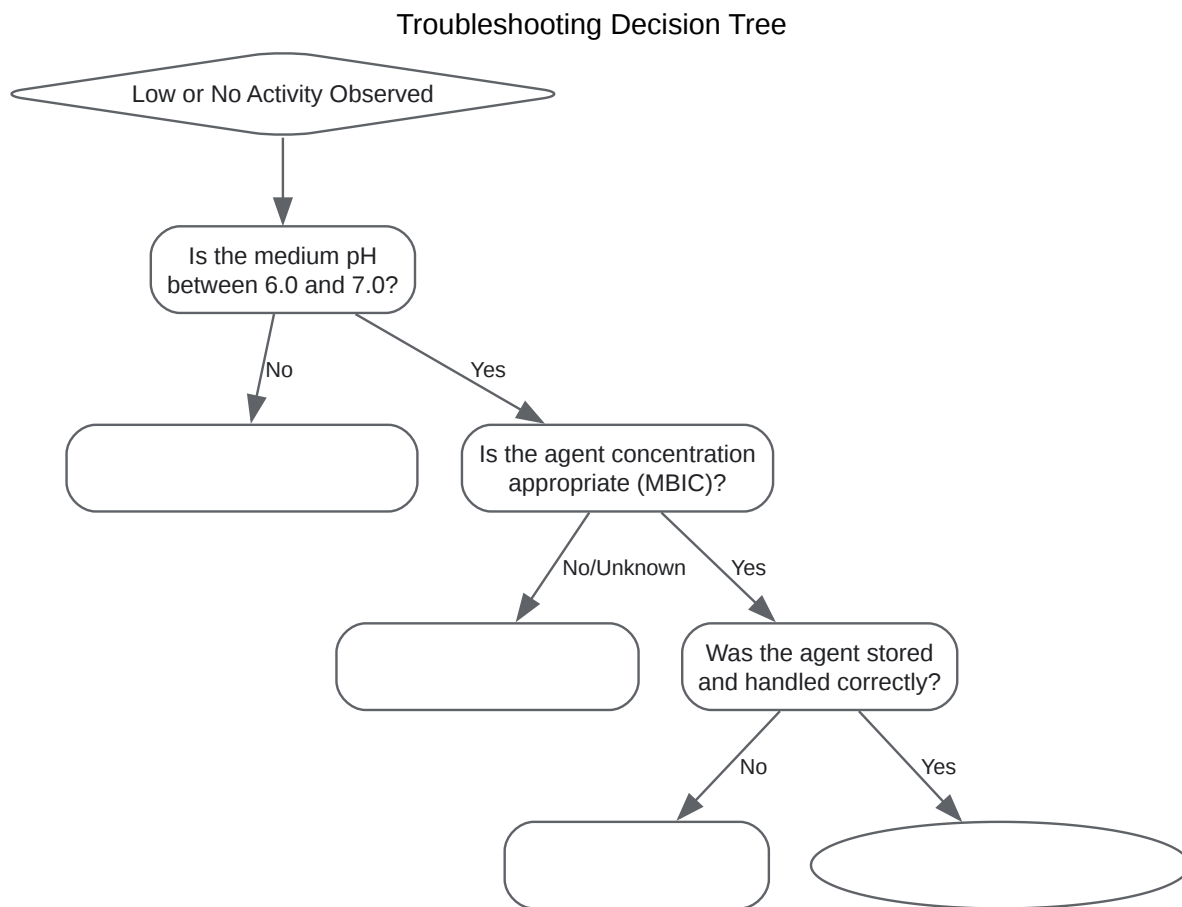 Troubleshooting Decision Tree
Low or No Activity Observed
Is the medium pH
between 6.0 and 7.0?
No
Yes
Is the agent concentration
appropriate (MBIC)?
No/Unknown
Yes
Was the agent stored
and handled correctly?
No
Yes